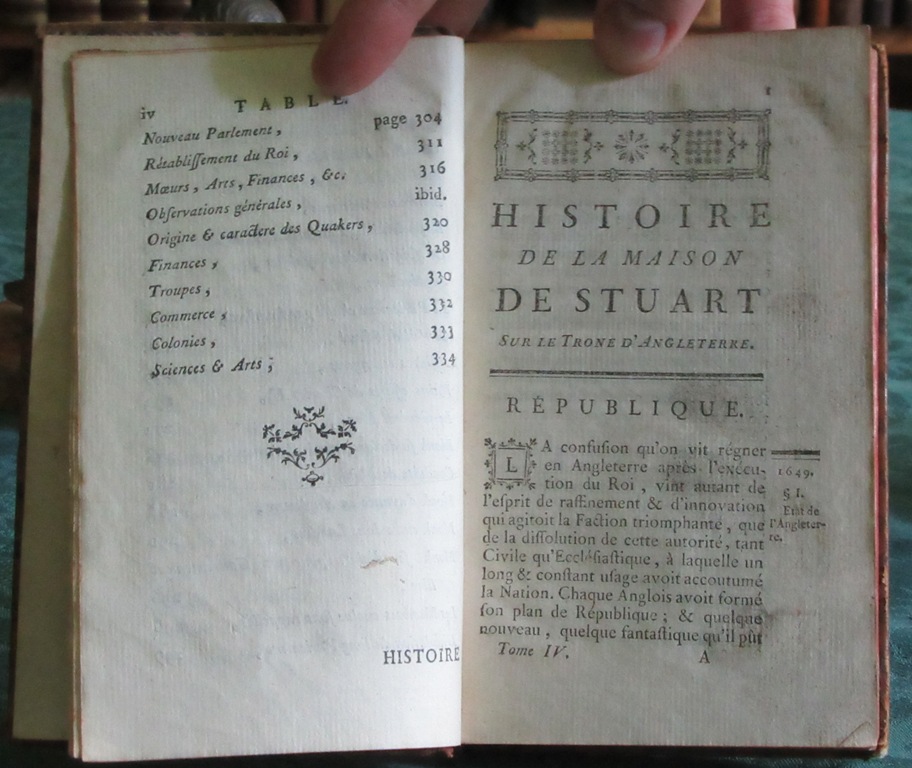 iv TABLE.
Nouveau Parlement, page 304
Rétablissement du Roi, 311
Mœurs, Arts, Finances, &c. 316
Observations générales, ibid.
Origine & caractere des Quakers, 320
Finances, 328
Troupes, 330
Commerce, 332
Colonies, 333
Sciences & Arts; 334
HISTOIRE
1
HISTOIRE
DE LA MAISON
DE STUART
SUR LE TRONE D'ANGLETERRE.
RÉPUBLIQUE.
LA confusion qu'on vit régner
en Angleterre après l'exécu-
tion du Roi, vint autant de
l'esprit de raffinement & d'innovation
qui agitoit la Faction triomphante, que
de la dissolution de cette autorité, tant
Civile qu'Ecclésiastique, à laquelle un
long & constant usage avoit accoutumé
la Nation. Chaque Anglois avoit formé
son plan de République; & quelque
nouveau, quelque fantastique qu'il pût
Tome IV. A
1649.
§ I.
Etat de
l'Angleter-
re.